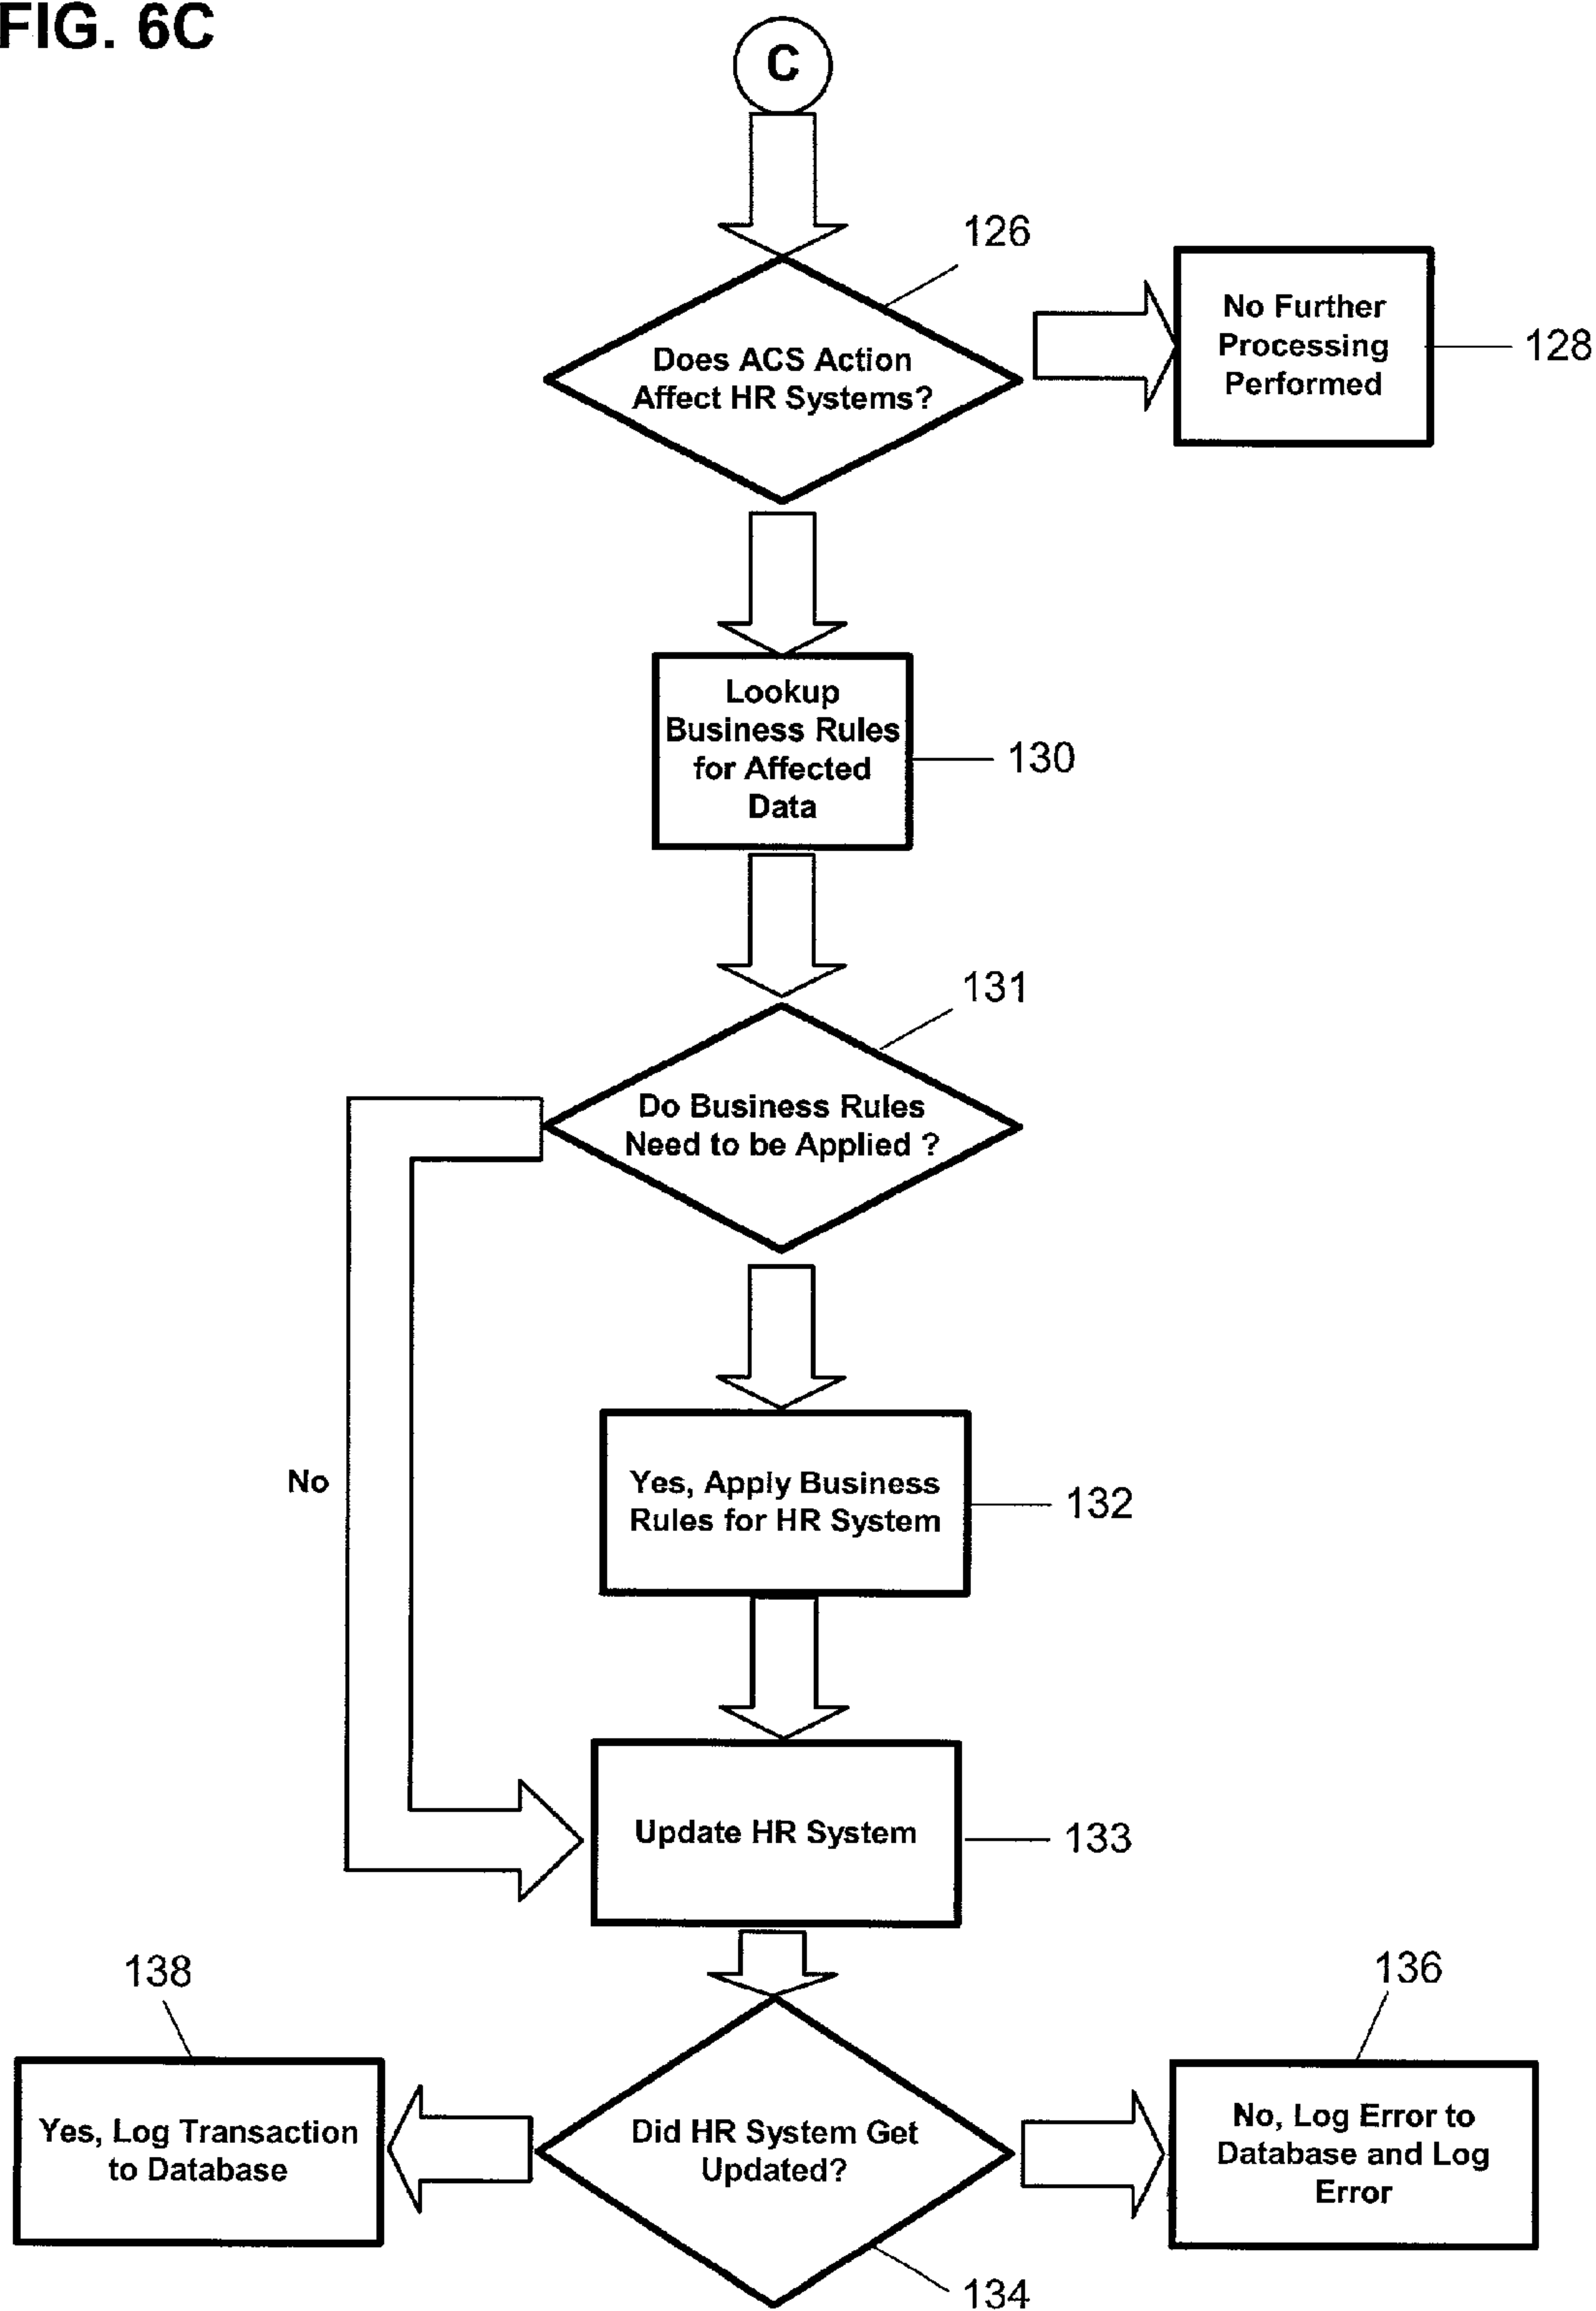 FIG. 6C
C
126
Does ACS Action
Affect HR Systems?
No Further
Processing
Performed
128
Lookup
Business Rules
for Affected
Data
130
131
Do Business Rules
Need to be Applied ?
No
Yes, Apply Business
Rules for HR System
132
Update HR System
133
138
136
Yes, Log Transaction
to Database
Did HR System Get
Updated?
No, Log Error to
Database and Log
Error
134